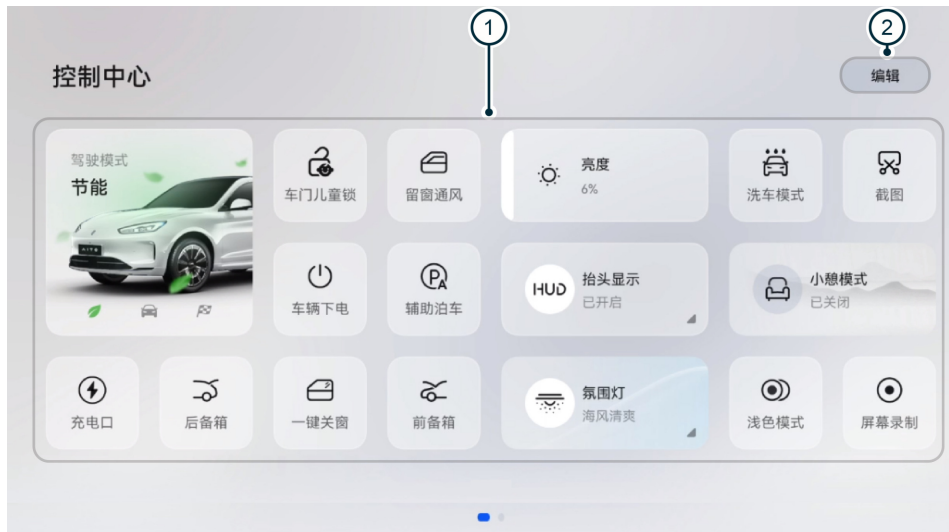 1
2
控制中心
编辑
驾驶模式
节能
车门儿童锁
留窗通风
亮度
6%
洗车模式
截图
车辆下电
辅助泊车
HUD
抬头显示
已开启
小憩模式
已关闭
充电口
后备箱
一键关窗
前备箱
氛围灯
海风清爽
浅色模式
屏幕录制